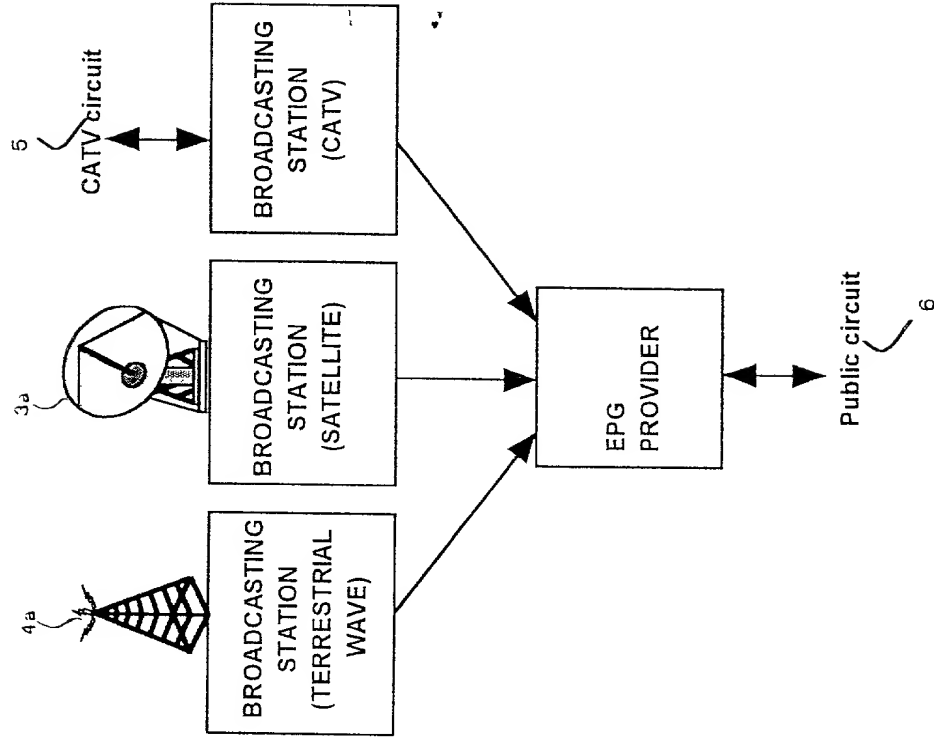 4a
3a
5
CATV circuit
BROADCASTING
STATION
(TERRESTRIAL
WAVE)
BROADCASTING
STATION
(SATELLITE)
BROADCASTING
STATION
(CATV)
EPG
PROVIDER
Public circuit
6